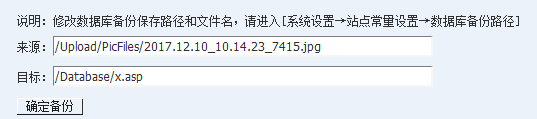 说明：修改数据库备份保存路径和文件名，请进入[系统设置→站点常量设置→数据库备份路径]
来源：/Upload/PicFiles/2017.12.10_10.14.23_7415.jpg
目标：/Database/x.asp
确定备份